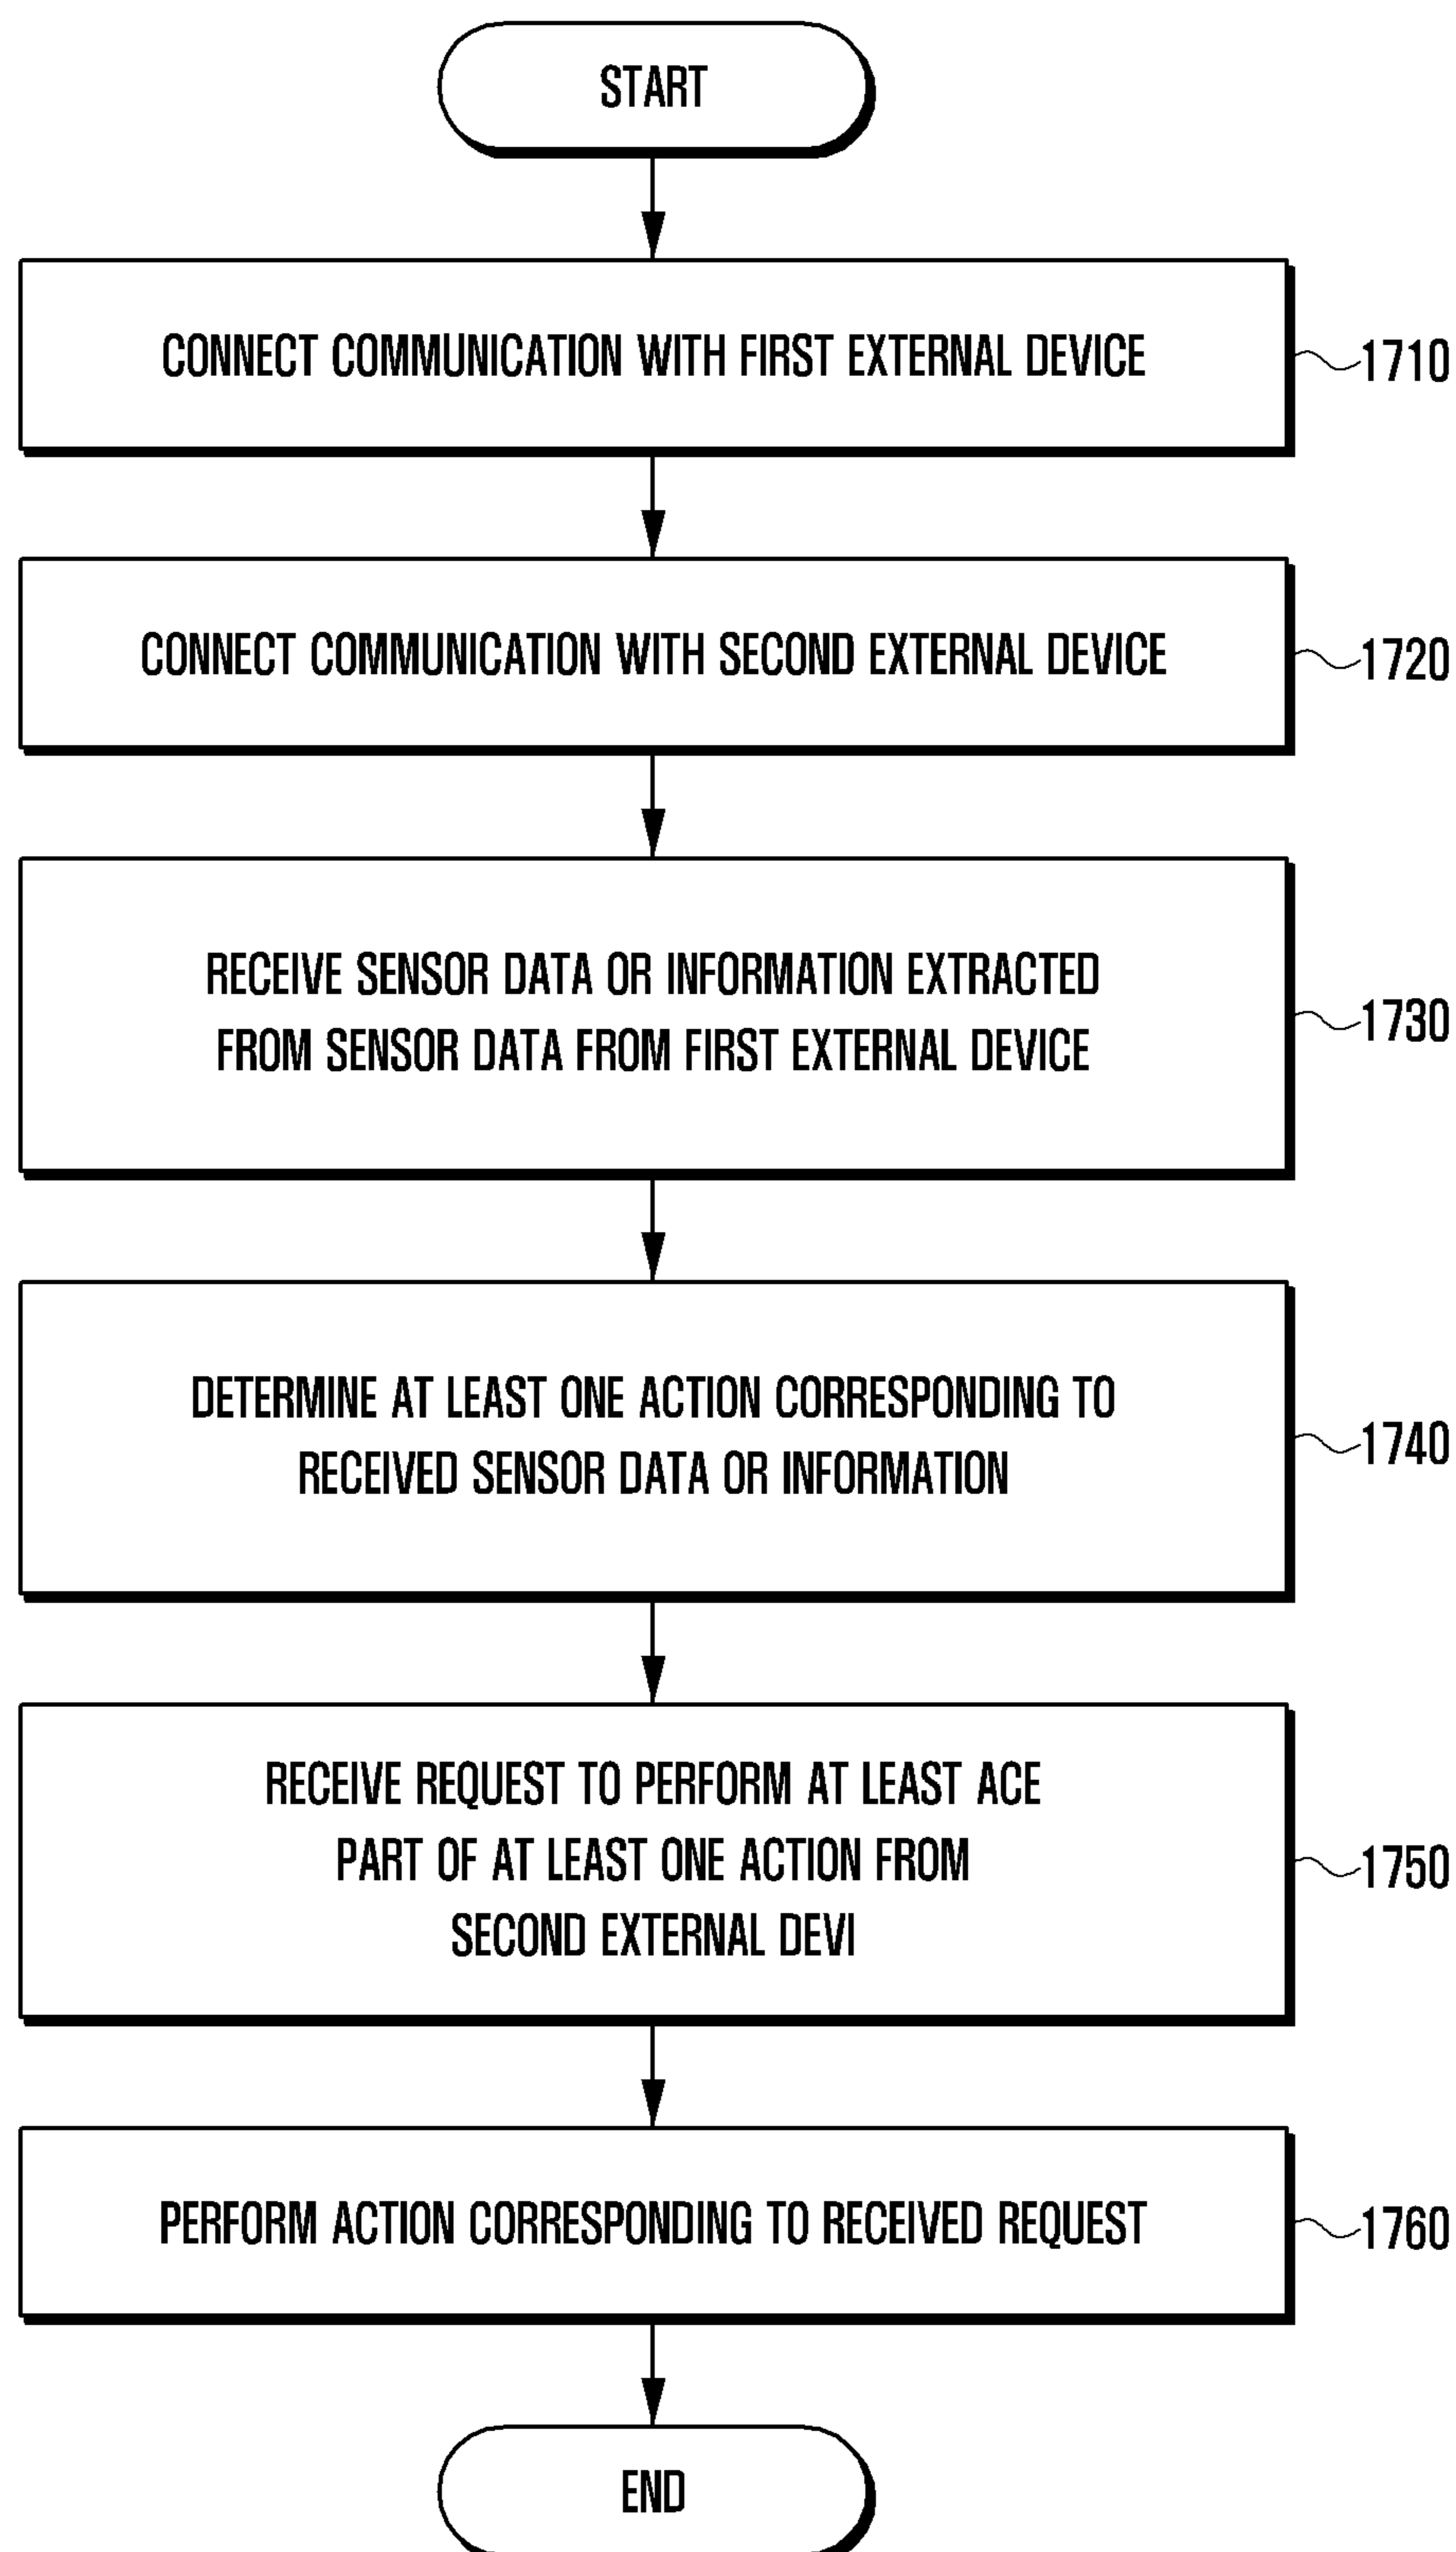 START
CONNECT COMMUNICATION WITH FIRST EXTERNAL DEVICE
1710
CONNECT COMMUNICATION WITH SECOND EXTERNAL DEVICE
1720
RECEIVE SENSOR DATA OR INFORMATION EXTRACTED
FROM SENSOR DATA FROM FIRST EXTERNAL DEVICE
1730
DETERMINE AT LEAST ONE ACTION CORRESPONDING TO
RECEIVED SENSOR DATA OR INFORMATION
1740
RECEIVE REQUEST TO PERFORM AT LEAST ACE
PART OF AT LEAST ONE ACTION FROM
SECOND EXTERNAL DEVI
1750
PERFORM ACTION CORRESPONDING TO RECEIVED REQUEST
1760
END